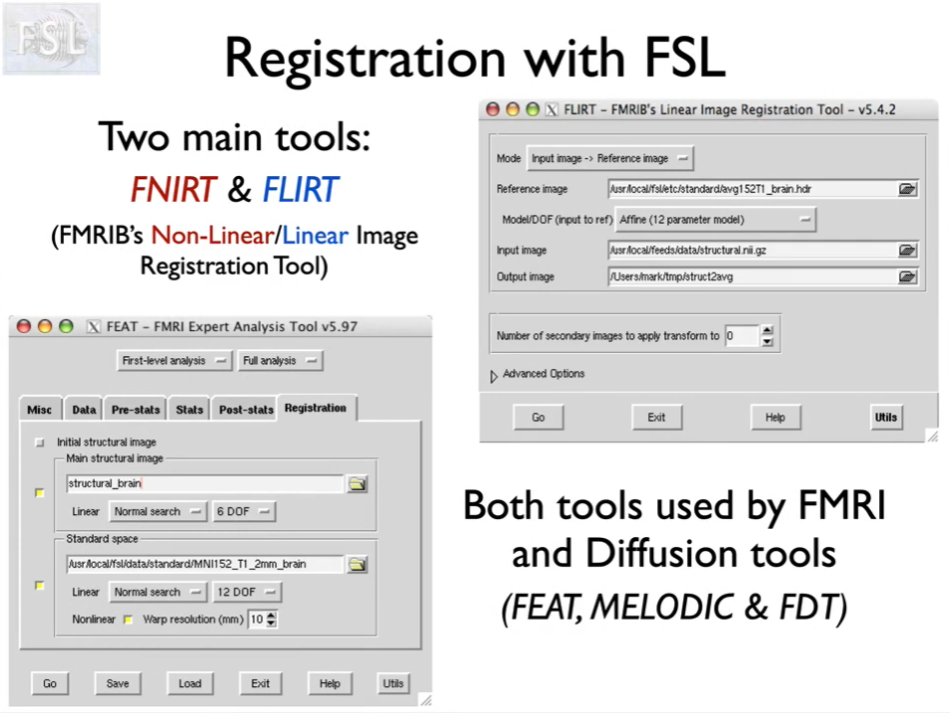 FSL
Registration with FSL
Two main tools:
FNIRT & FLIRT
(FMRIB's Non-Linear/Linear Image
Registration Tool)
X FLIRT - FMRIB's Linear Image Registration Tool - v5.4.2
Mode Input image -> Reference image
Reference image /usr/local/fsl/etc/standard/avg152T1_brain.hdr
Model/DOF (input to ref) Affine (12 parameter model)
Input image /usr/local/feeds/data/structural.nii.gz
Output image /Users/mark/tmp/struct2avg
Number of secondary images to apply transform to 0
Advanced Options
Go Exit Help Utils
X FEAT - FMRI Expert Analysis Tool v5.97
First-level analysis Full analysis
Misc Data Pre-stats Stats Post-stats Registration
Initial structural image
Main structural image
structural_brain
Linear Normal search 6 DOF
Standard space
/usr/local/fsl/data/standard/MNI152_T1_2mm_brain
Linear Normal search 12 DOF
Nonlinear Warp resolution (mm) 10
Go Save Load Exit Help Utils
Both tools used by FMRI
and Diffusion tools
(FEAT, MELODIC & FDT)